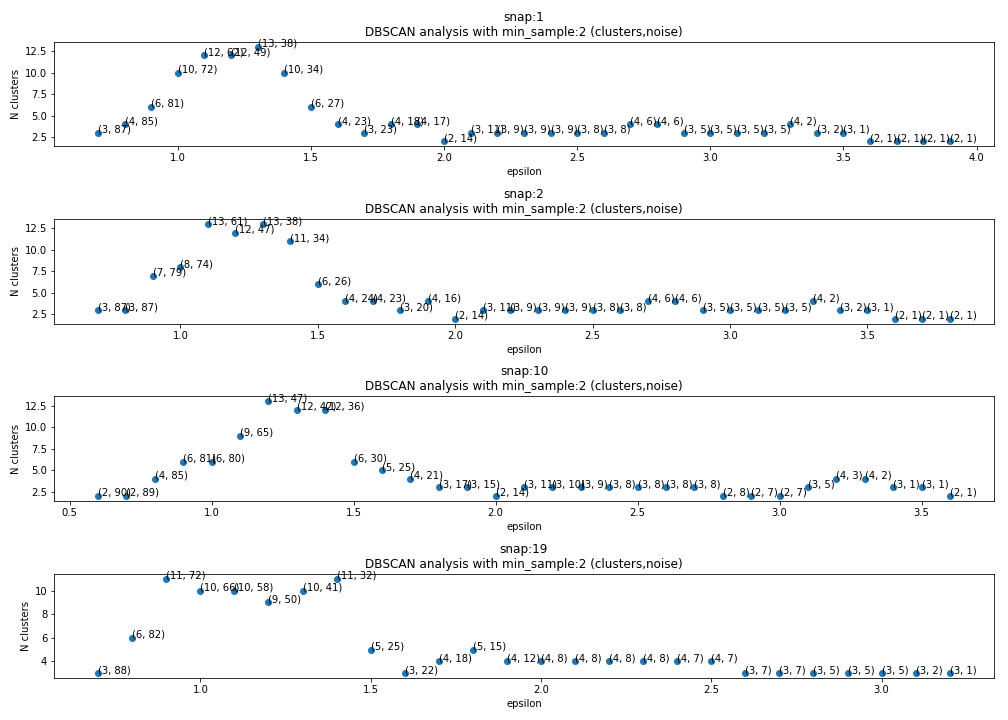 snap:1
DBSCAN analysis with min_sample:2 (clusters,noise)
N clusters
12.5
10.0
7.5
5.0
2.5
(3, 87) (4, 85) (6, 81) (10, 72) (12, 49) (13, 38) (10, 34) (6, 27) (4, 23) (3, 23) (4, 18) (4, 17) (2, 14) (3, 11) (3, 9) (3, 9) (3, 9) (3, 8) (3, 8) (4, 6) (4, 6) (3, 5) (3, 5) (3, 5) (3, 5) (4, 2) (3, 2) (3, 1) (2, 1) (2, 1) (2, 1) (2, 1)
1.0 1.5 2.0 2.5 3.0 3.5 4.0
epsilon
snap:2
DBSCAN analysis with min_sample:2 (clusters,noise)
N clusters
12.5
10.0
7.5
5.0
2.5
(3, 87) (3, 87) (7, 79) (8, 74) (13, 61) (12, 47) (13, 38) (11, 34) (6, 26) (4, 24) (4, 23) (3, 20) (4, 16) (2, 14) (3, 11) (3, 9) (3, 9) (3, 9) (3, 8) (3, 8) (4, 6) (4, 6) (3, 5) (3, 5) (3, 5) (3, 5) (4, 2) (3, 2) (3, 1) (2, 1) (2, 1) (2, 1)
1.0 1.5 2.0 2.5 3.0 3.5
epsilon
snap:10
DBSCAN analysis with min_sample:2 (clusters,noise)
N clusters
12.5
10.0
7.5
5.0
2.5
(2, 90) (2, 89) (4, 85) (6, 81) (6, 80) (9, 65) (13, 47) (12, 36) (6, 30) (5, 25) (4, 21) (3, 17) (3, 15) (2, 14) (3, 11) (3, 10) (3, 9) (3, 8) (3, 8) (3, 8) (3, 8) (2, 8) (2, 7) (2, 7) (3, 5) (4, 3) (4, 2) (3, 1) (3, 1) (2, 1)
0.5 1.0 1.5 2.0 2.5 3.0 3.5
epsilon
snap:19
DBSCAN analysis with min_sample:2 (clusters,noise)
N clusters
10
8
6
4
(3, 88) (6, 82) (11, 72) (10, 66) (10, 58) (9, 50) (10, 41) (11, 32) (5, 25) (3, 22) (4, 18) (5, 15) (4, 12) (4, 8) (4, 8) (4, 8) (4, 8) (4, 7) (4, 7) (3, 7) (3, 7) (3, 5) (3, 5) (3, 5) (3, 2) (3, 1)
1.0 1.5 2.0 2.5 3.0
epsilon